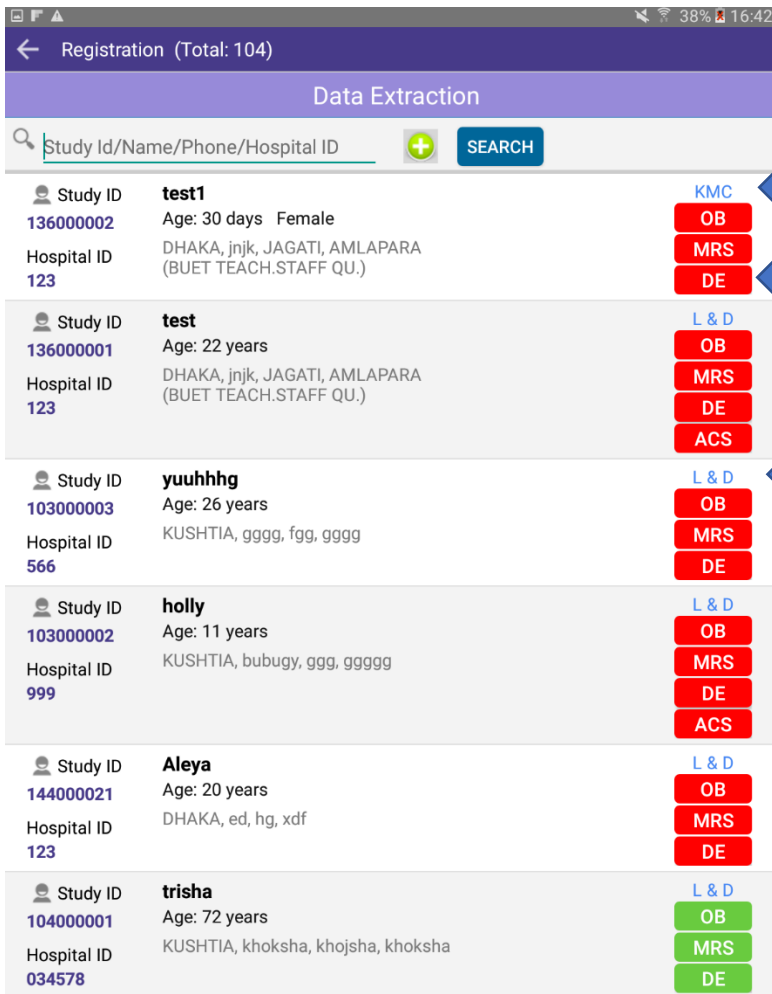 38% 16:42
Registration (Total: 104)
Data Extraction
Study Id/Name/Phone/Hospital ID
SEARCH
Study ID
136000002
Hospital ID
123
test1
Age: 30 days Female
DHAKA, jnjk, JAGATI, AMLAPARA
(BUET TEACH.STAFF QU.)
KMC
OB
MRS
DE
Study ID
136000001
Hospital ID
123
test
Age: 22 years
DHAKA, jnjk, JAGATI, AMLAPARA
(BUET TEACH.STAFF QU.)
L & D
OB
MRS
DE
ACS
Study ID
103000003
Hospital ID
566
yuuhhhg
Age: 26 years
KUSHTIA, gggg, fgg, gggg
L & D
OB
MRS
DE
Study ID
103000002
Hospital ID
999
holly
Age: 11 years
KUSHTIA, bubugy, ggg, ggggg
L & D
OB
MRS
DE
ACS
Study ID
144000021
Hospital ID
123
Aleya
Age: 20 years
DHAKA, ed, hg, xdf
L & D
OB
MRS
DE
Study ID
104000001
Hospital ID
034578
trisha
Age: 72 years
KUSHTIA, khoksha, khojsha, khoksha
L & D
OB
MRS
DE